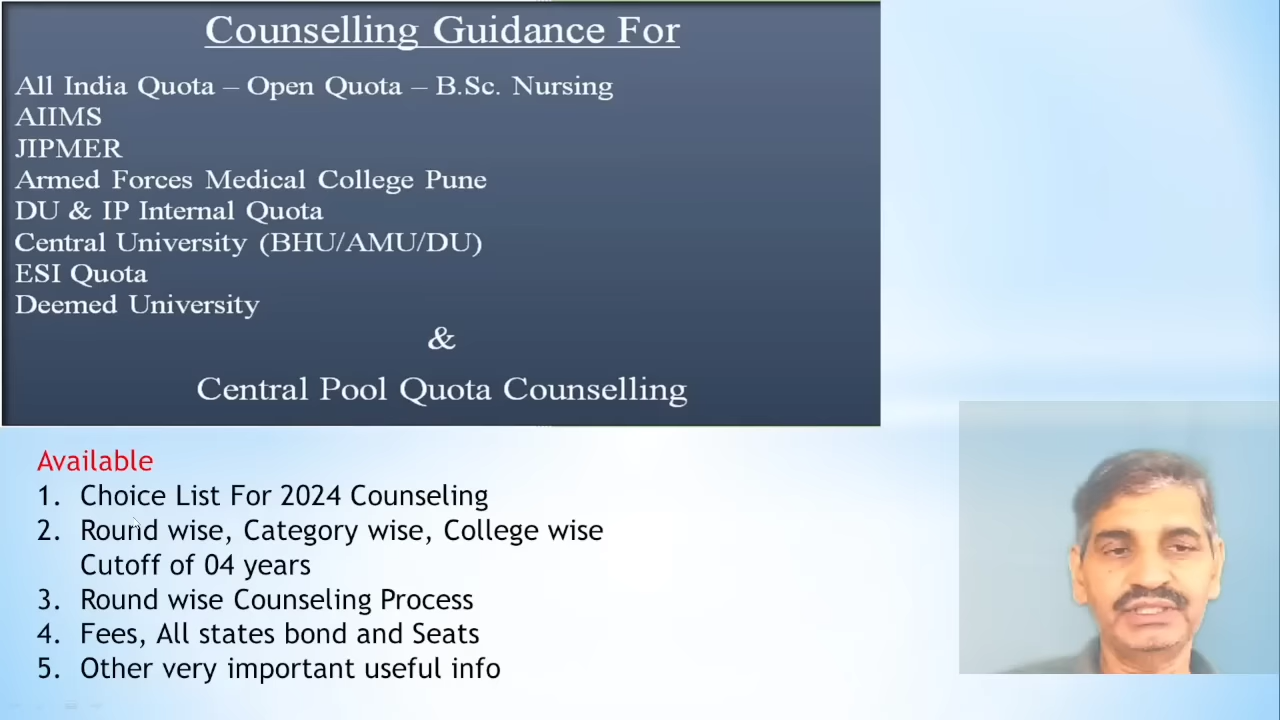 Counselling Guidance For
All India Quota – Open Quota – B.Sc. Nursing
AIIMS
JIPMER
Armed Forces Medical College Pune
DU & IP Internal Quota
Central University (BHU/AMU/DU)
ESI Quota
Deemed University
&
Central Pool Quota Counselling
Available
1. Choice List For 2024 Counseling
2. Round wise, Category wise, College wise
Cutoff of 04 years
3. Round wise Counseling Process
4. Fees, All states bond and Seats
5. Other very important useful info